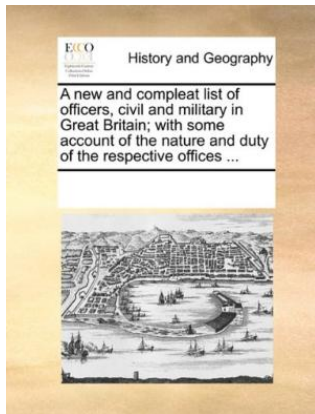 ECCO
History and Geography
A new and compleat list of
officers, civil and military in
Great Britain; with some
account of the nature and duty
of the respective offices ...